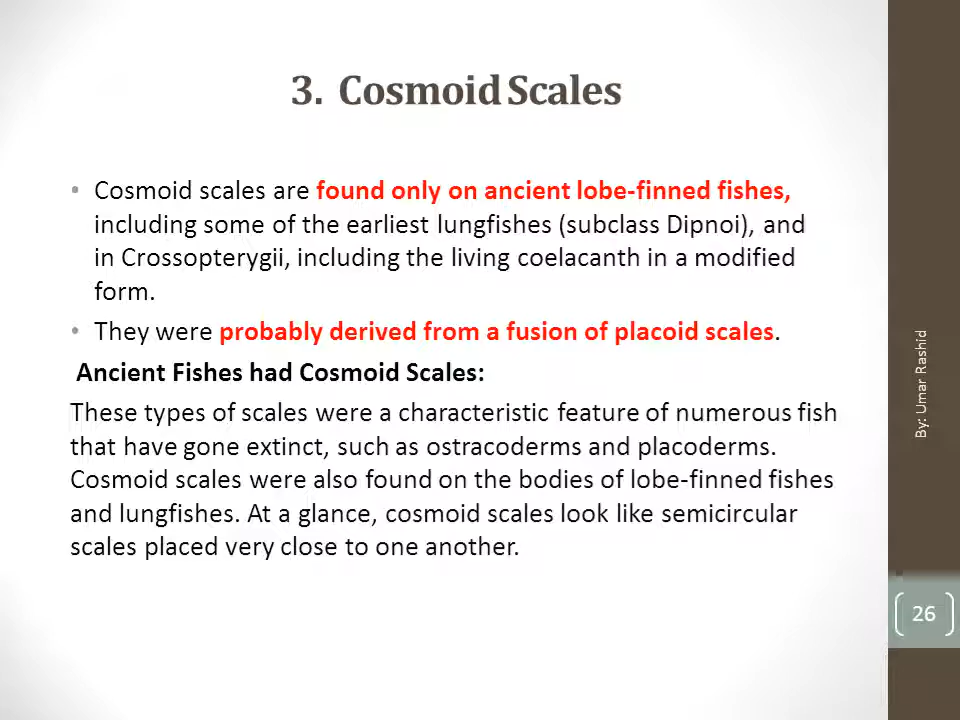 3. Cosmoid Scales
• Cosmoid scales are found only on ancient lobe-finned fishes,
including some of the earliest lungfishes (subclass Dipnoi), and
in Crossopterygii, including the living coelacanth in a modified
form.
• They were probably derived from a fusion of placoid scales.
Ancient Fishes had Cosmoid Scales:
These types of scales were a characteristic feature of numerous fish
that have gone extinct, such as ostracoderms and placoderms.
Cosmoid scales were also found on the bodies of lobe-finned fishes
and lungfishes. At a glance, cosmoid scales look like semicircular
scales placed very close to one another.
By: Umar Rashid
26